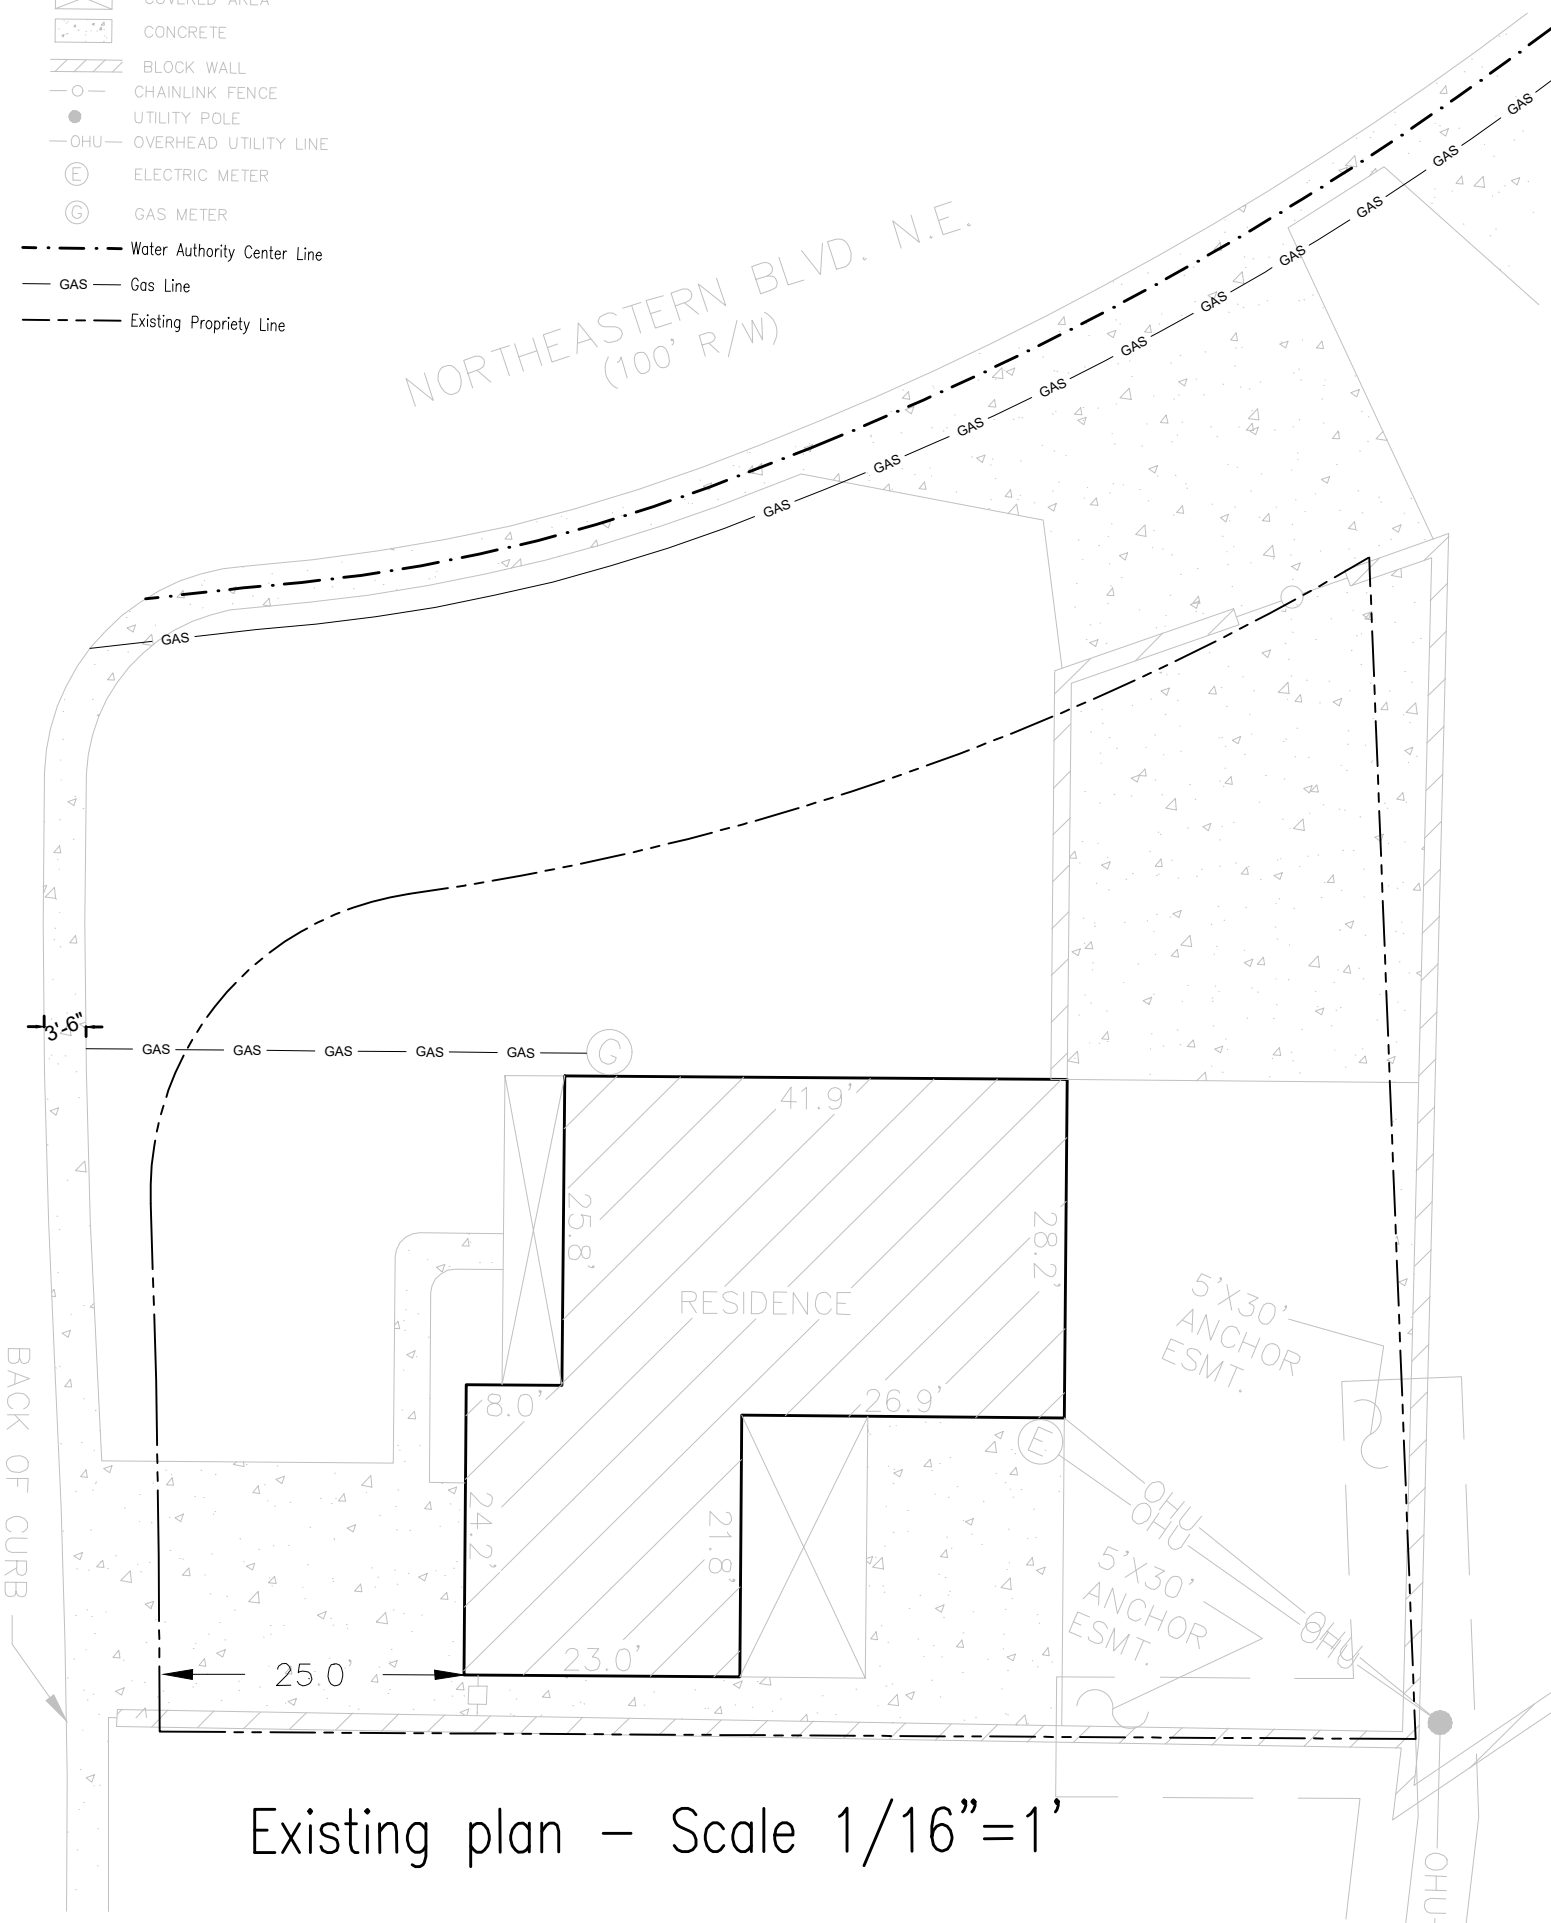 COVERED AREA
CONCRETE
BLOCK WALL
CHAINLINK FENCE
UTILITY POLE
OHU OVERHEAD UTILITY LINE
E ELECTRIC METER
G GAS METER
Water Authority Center Line
GAS Gas Line
Existing Propriety Line
NORTHEASTERN BLVD. N.E.
(100' R/W)
GAS
GAS
GAS
GAS
GAS
GAS
GAS
GAS
GAS
GAS
GAS
3'-6"
GAS GAS GAS GAS GAS G
41.9'
25.8'
28.2'
RESIDENCE
5'X30'
ANCHOR
ESMT.
8.0'
26.9'
E
BACK OF CURB
24.2'
21.8'
OHU
OHU
5'X30'
ANCHOR
ESMT.
OHU
OHU
23.0'
25.0'
Existing plan - Scale 1/16"=1'
OHU